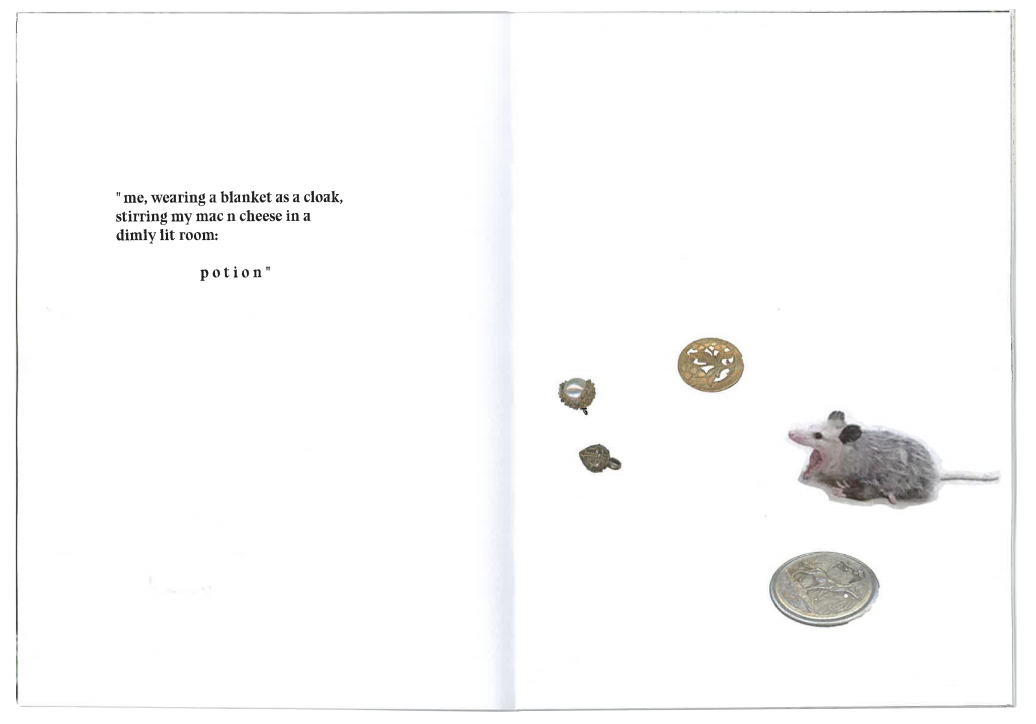 " me, wearing a blanket as a cloak,
stirring my mac n cheese in a
dimly lit room:
p o t i o n "